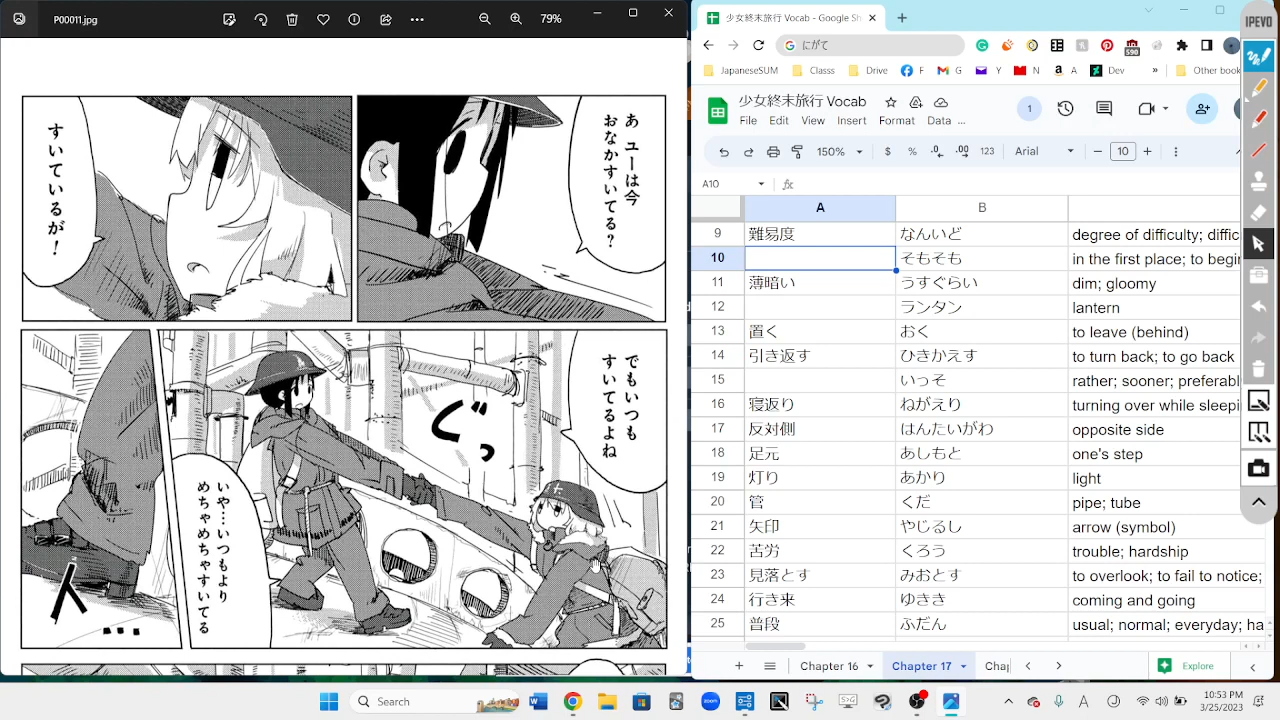 P00011.jpg
79%
あ ユーは今
おなかすいてる？
すいているが！
でもいつも
すいてるよね
ぐっ
いや…いつもより
めちゃめちゃすいてる
ト…
少女終末旅行 Vocab - Google Sh
にがて
JapaneseSUM
Classs
Drive
F
G
Y
N
A
Dev
»
Other book
少女終末旅行 Vocab
1
File Edit View Insert Format Data ...
150%
$ % .0 .00 123
Arial
10
A10
fx
A B
9 難易度 なんいど degree of difficulty; diffic
10 そもそも in the first place; to begin
11 薄暗い うすぐらい dim; gloomy
12 ランタン lantern
13 置く おく to leave (behind)
14 引き返す ひきかえす to turn back; to go back
15 いっそ rather; sooner; preferabl
16 寝返り ねがえり turning over while sleepi
17 反対側 はんたいがわ opposite side
18 足元 あしもと one's step
19 灯り あかり light
20 管 くだ pipe; tube
21 矢印 やじるし arrow (symbol)
22 苦労 くろう trouble; hardship
23 見落とす みおとす to overlook; to fail to notice;
24 行き来 ゆきき coming and going
25 普段 ふだん usual; normal; everyday; ha
Chapter 16
Chapter 17
Chap
Explore
IPEVO
Search
zoom
10:53 PM